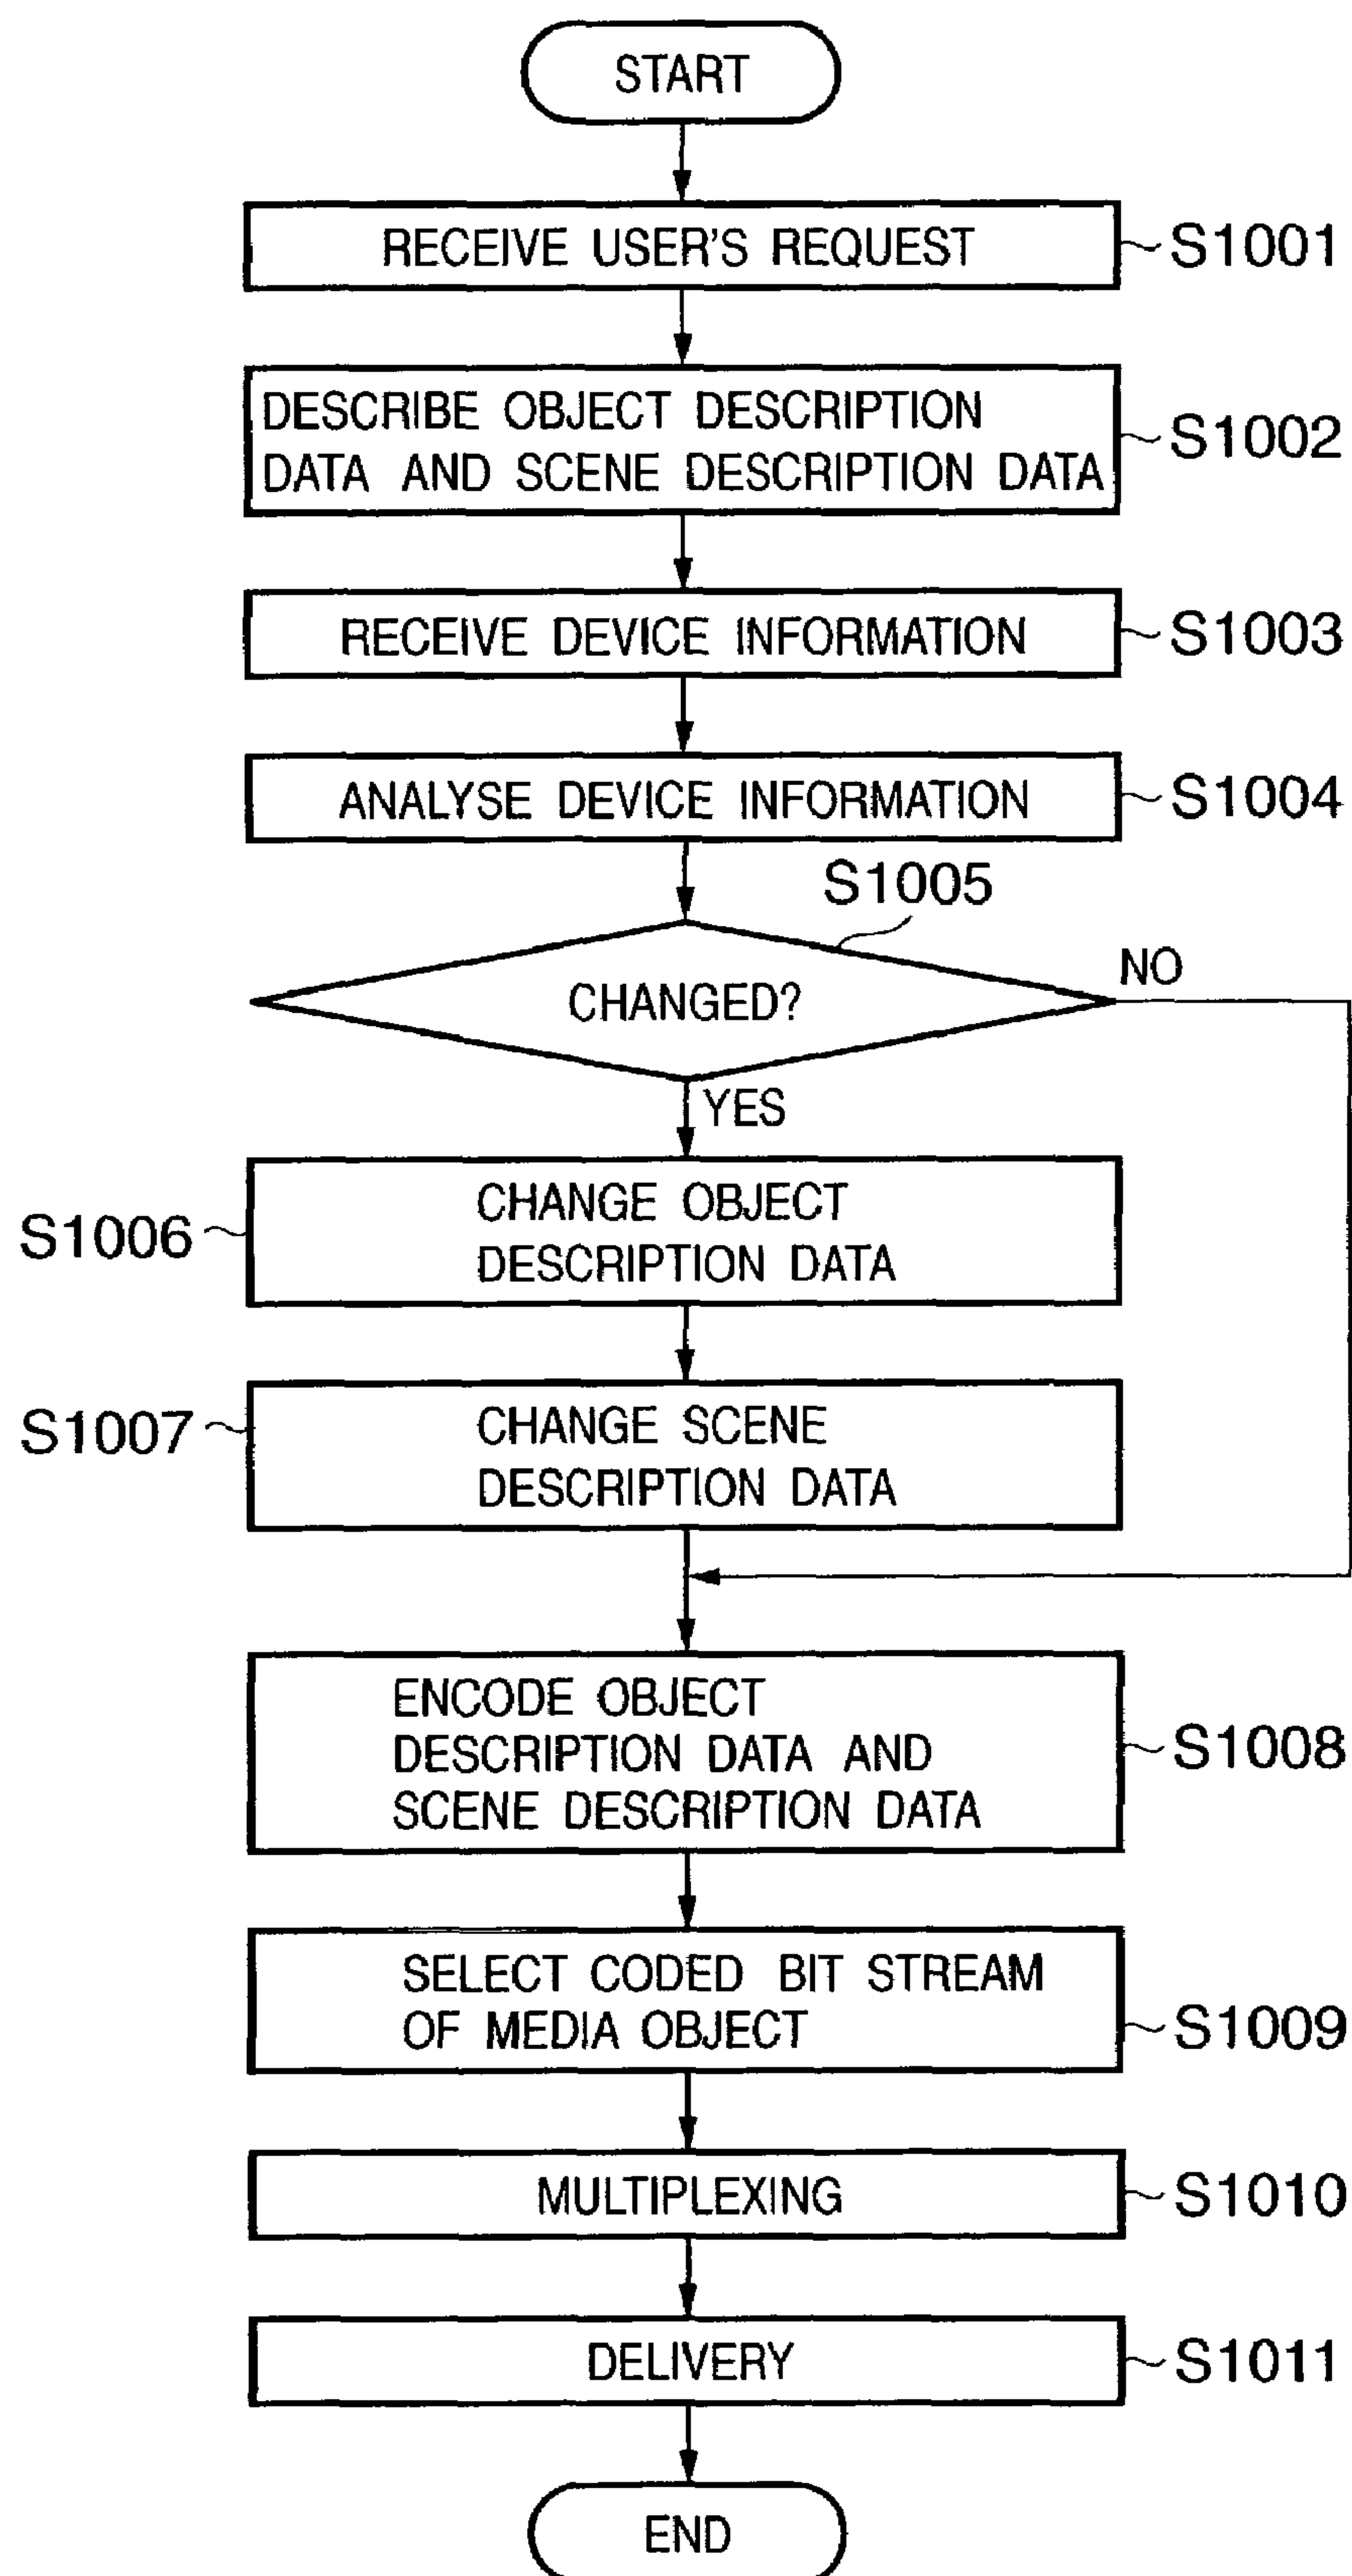 START
RECEIVE USER'S REQUEST
S1001
DESCRIBE OBJECT DESCRIPTION
DATA AND SCENE DESCRIPTION DATA
S1002
RECEIVE DEVICE INFORMATION
S1003
ANALYSE DEVICE INFORMATION
S1004
S1005
CHANGED?
NO
YES
CHANGE OBJECT
DESCRIPTION DATA
S1006
CHANGE SCENE
DESCRIPTION DATA
S1007
ENCODE OBJECT
DESCRIPTION DATA AND
SCENE DESCRIPTION DATA
S1008
SELECT CODED BIT STREAM
OF MEDIA OBJECT
S1009
MULTIPLEXING
S1010
DELIVERY
S1011
END